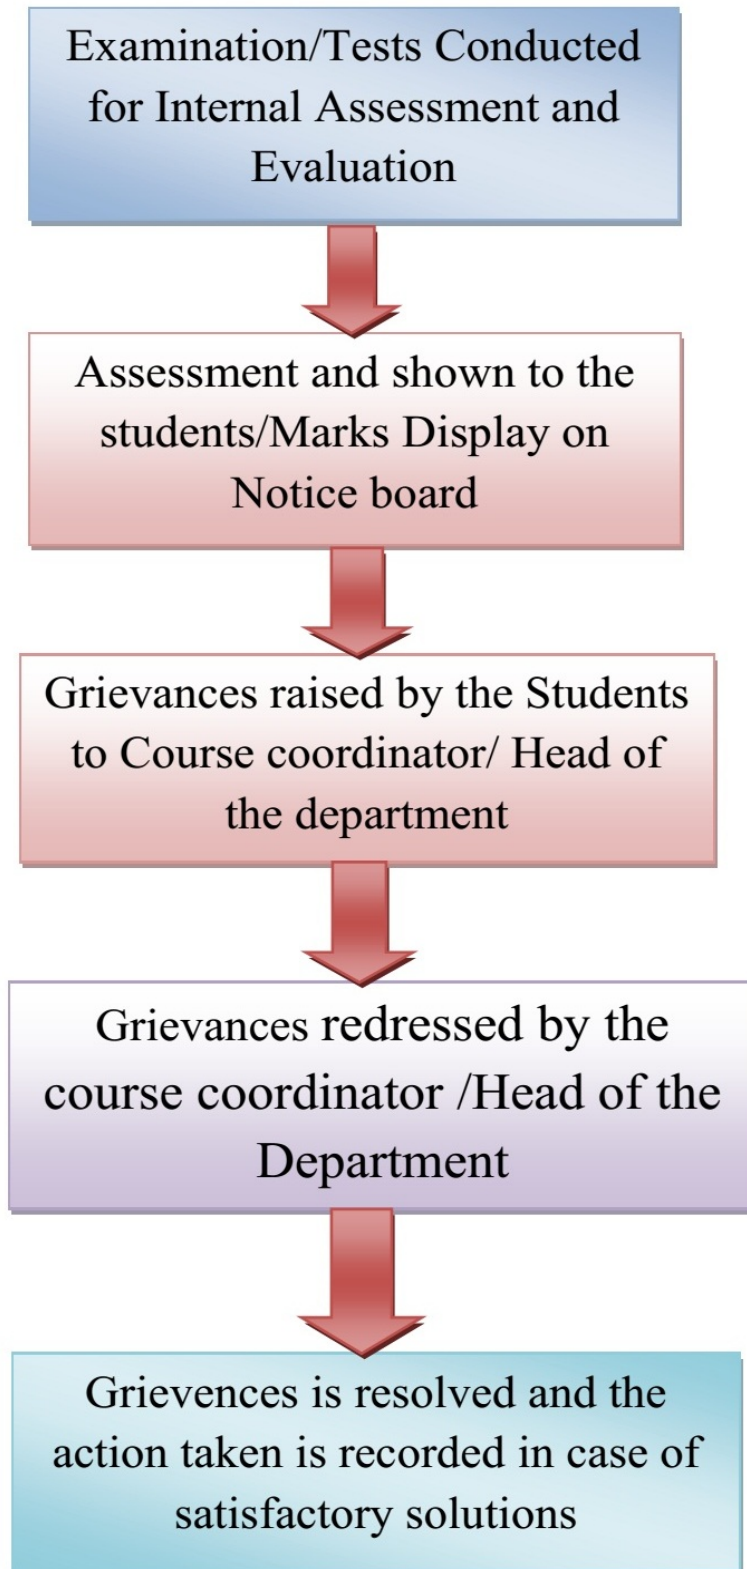 Examination/Tests Conducted
for Internal Assessment and
Evaluation
Assessment and shown to the
students/Marks Display on
Notice board
Grievances raised by the Students
to Course coordinator/ Head of
the department
Grievances redressed by the
course coordinator /Head of the
Department
Grievences is resolved and the
action taken is recorded in case of
satisfactory solutions